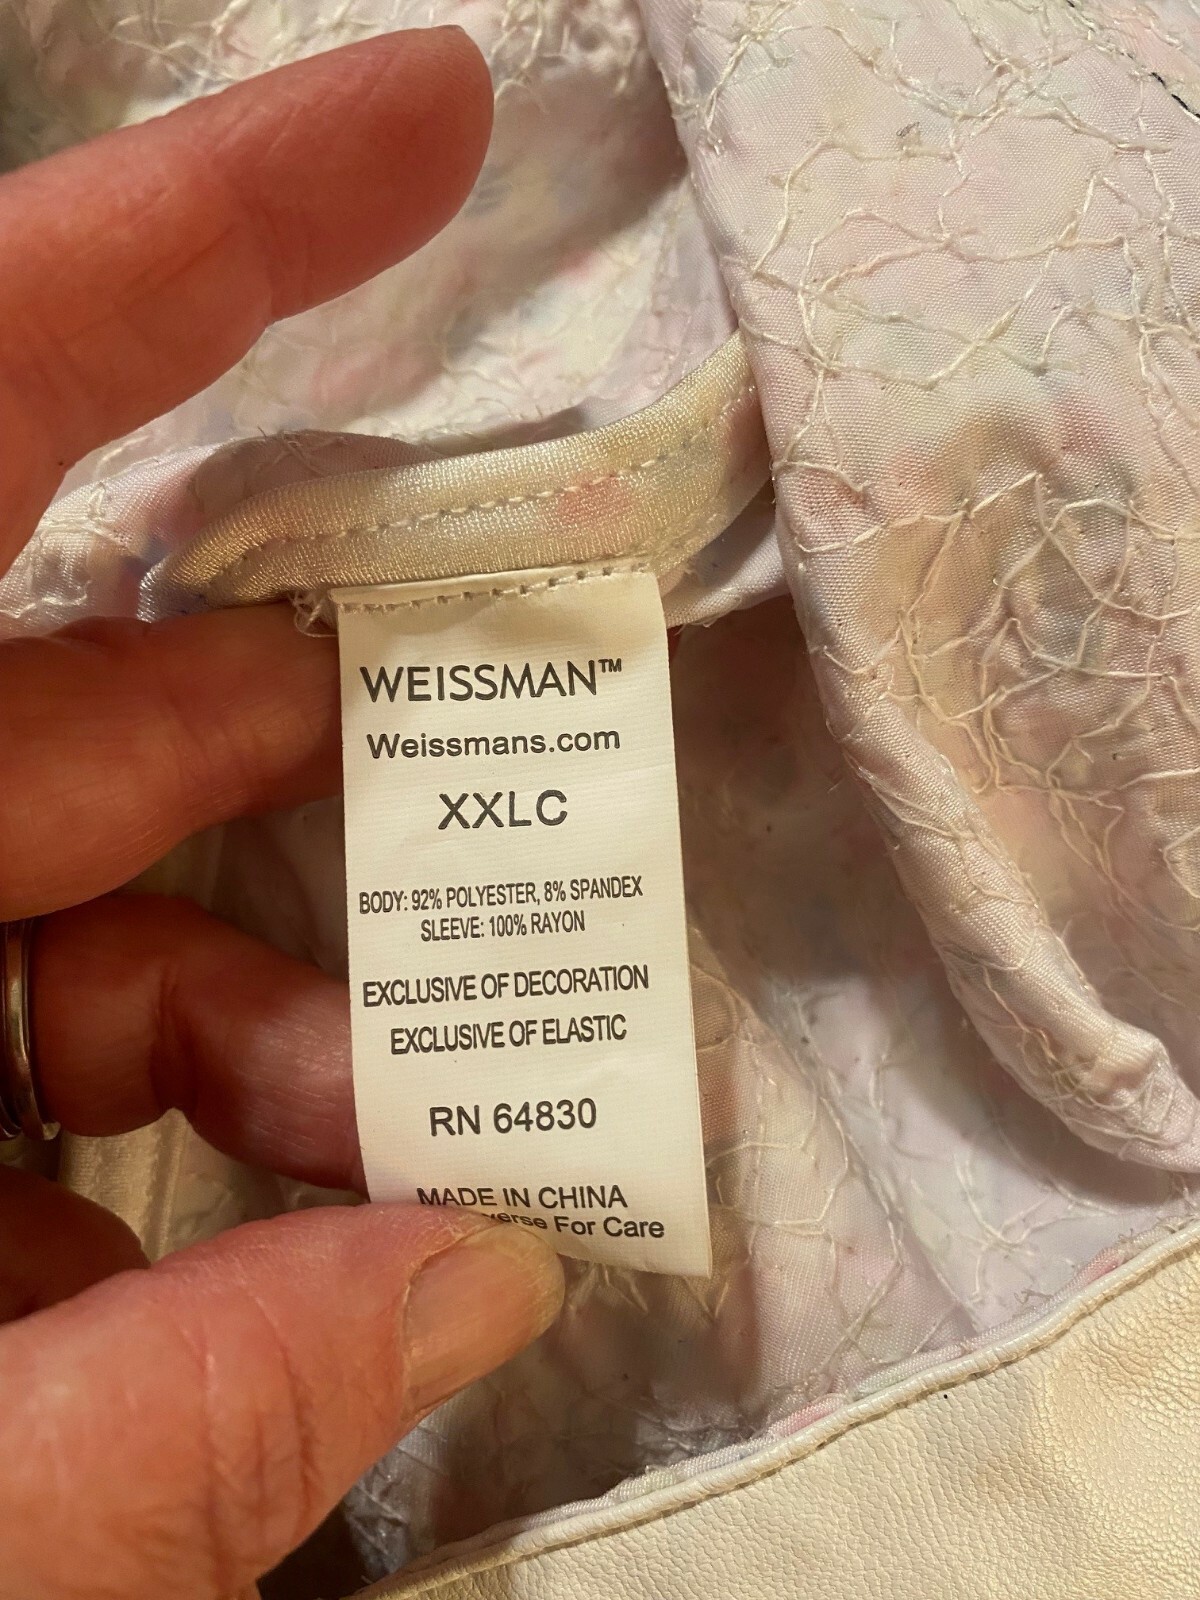 WEISSMAN™
Weissmans.com
XXLC
BODY: 92% POLYESTER, 8% SPANDEX
SLEEVE: 100% RAYON
EXCLUSIVE OF DECORATION
EXCLUSIVE OF ELASTIC
RN 64830
MADE IN CHINA
For Care